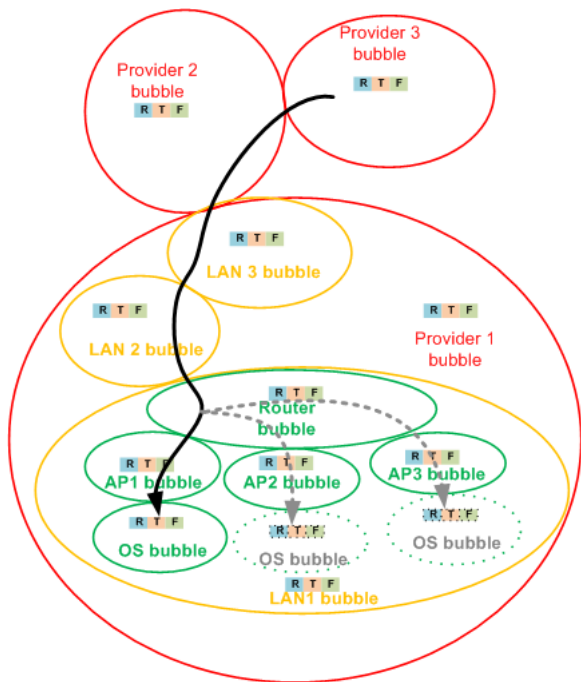 Provider 3
bubble
R T F
Provider 2
bubble
R T F
R T F
LAN 3 bubble
R T F
LAN 2 bubble
R T F
Provider 1
bubble
R T F
Router
bubble
R T F
AP1 bubble
R T F
AP2 bubble
R T F
AP3 bubble
R T F
OS bubble
R T F
OS bubble
R T F
OS bubble
R T F
LAN1 bubble